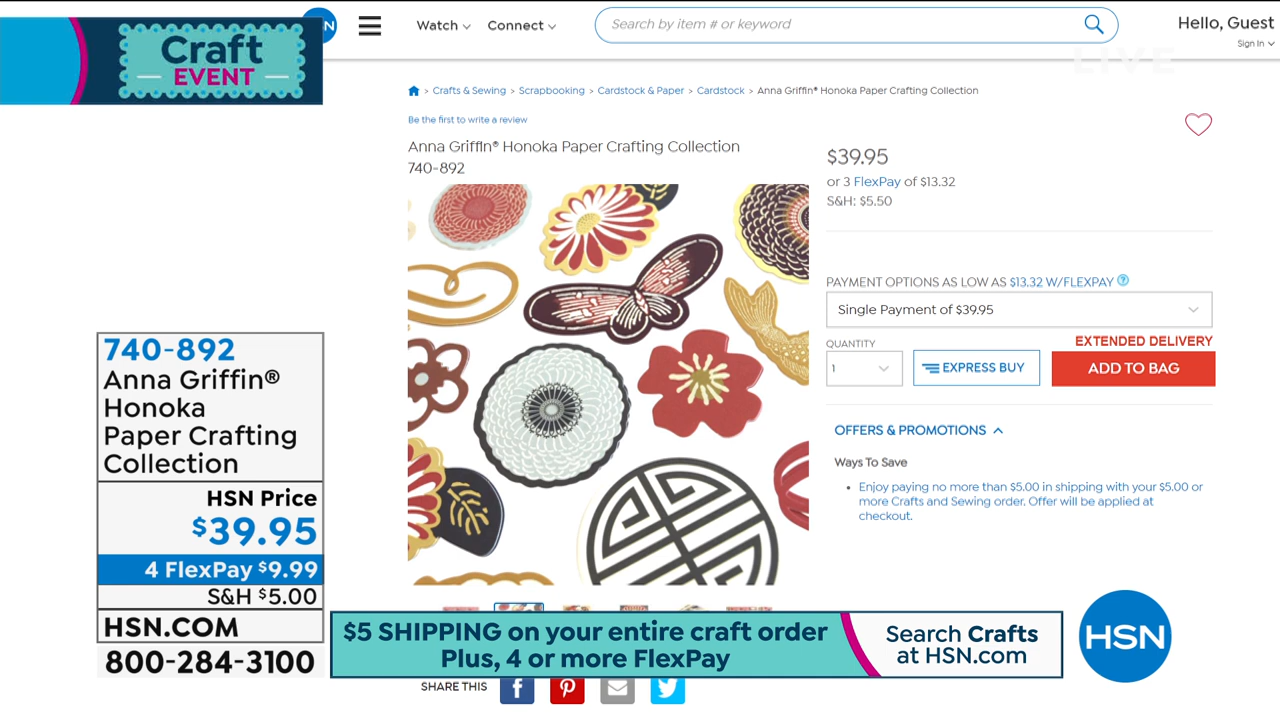 Craft
EVENT
N
Watch
Connect
Search by item # or keyword
Hello, Guest
Sign In
LIVE
Crafts & Sewing > Scrapbooking > Cardstock & Paper > Cardstock > Anna Griffin® Honoka Paper Crafting Collection
Be the first to write a review
Anna Griffin® Honoka Paper Crafting Collection
740-892
$39.95
or 3 FlexPay of $13.32
S&H: $5.50
PAYMENT OPTIONS AS LOW AS $13.32 W/FLEXPAY ?
Single Payment of $39.95
EXTENDED DELIVERY
QUANTITY
1
EXPRESS BUY
ADD TO BAG
OFFERS & PROMOTIONS
Ways To Save
• Enjoy paying no more than $5.00 in shipping with your $5.00 or
more Crafts and Sewing order. Offer will be applied at
checkout.
740-892
Anna Griffin®
Honoka
Paper Crafting
Collection
HSN Price
$39.95
4 FlexPay $9.99
S&H $5.00
HSN.COM
800-284-3100
$5 SHIPPING on your entire craft order
Plus, 4 or more FlexPay
Search Crafts
at HSN.com
HSN
SHARE THIS